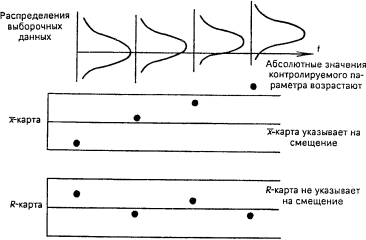 Распределения
выборочных
данных
t
Абсолютные значения
контролируемого па-
раметра возрастают
x̄-карта
x̄-карта указывает на
смещение
R-карта
R-карта не указывает
на смещение